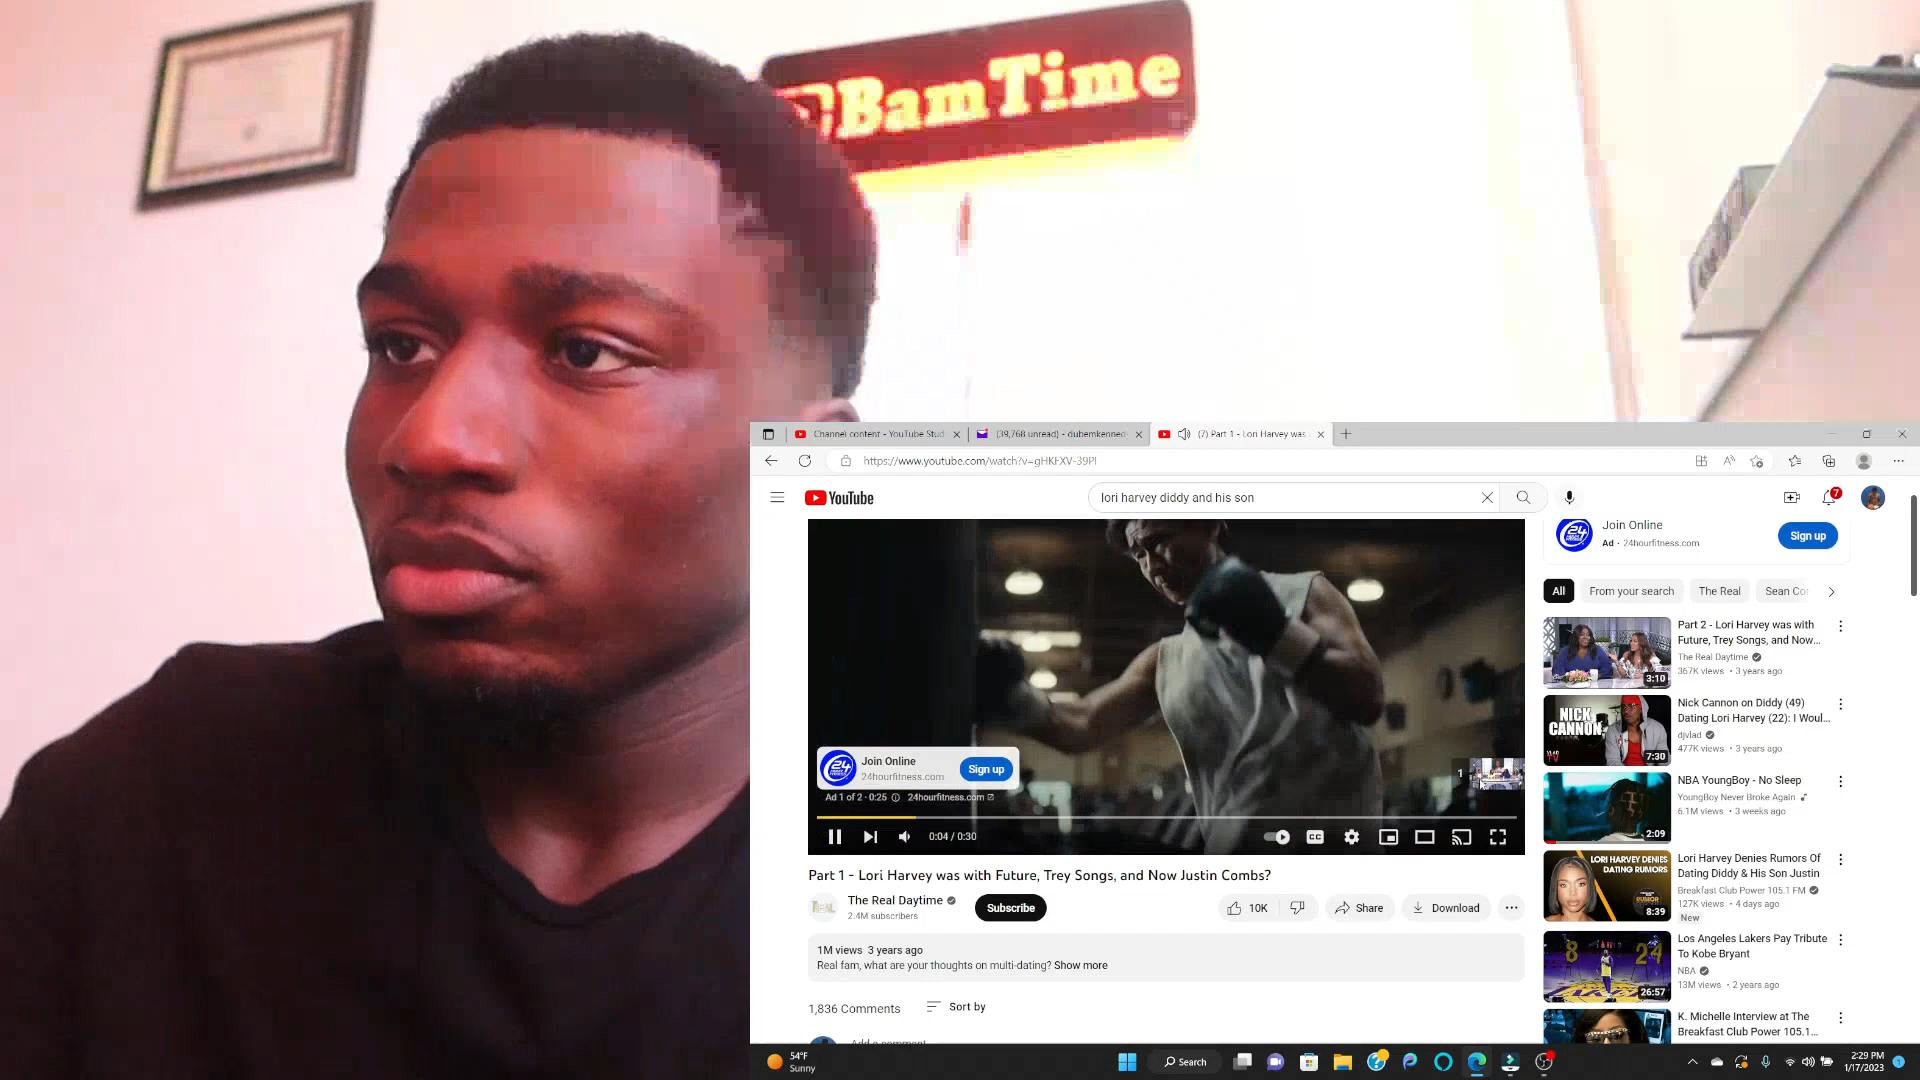 BamTime
Channel content - YouTube Stud
(39,768 unread) - dubemkenned
(7) Part 1 - Lori Harvey was
https://www.youtube.com/watch?v=gHKFXV-39PI
YouTube
lori harvey diddy and his son
7
Join Online
Ad · 24hourfitness.com
Sign up
All
From your search
The Real
Sean Co
Part 2 - Lori Harvey was with
Future, Trey Songs, and Now...
The Real Daytime
367K views • 3 years ago
3:10
NICK
CANNON
7:30
Nick Cannon on Diddy (49)
Dating Lori Harvey (22): I Woul...
djvlad
477K views • 3 years ago
NBA YoungBoy - No Sleep
YoungBoy Never Broke Again
6.1M views • 3 weeks ago
2:09
LORI HARVEY DENIES
DATING RUMORS
8:39
Lori Harvey Denies Rumors Of
Dating Diddy & His Son Justin
Breakfast Club Power 105.1 FM
127K views • 4 days ago
New
8 24
26:57
Los Angeles Lakers Pay Tribute
To Kobe Bryant
NBA
13M views • 2 years ago
K. Michelle Interview at The
Breakfast Club Power 105.1...
24
Join Online
24hourfitness.com
Sign up
Ad 1 of 2 · 0:25
24hourfitness.com
1
0:04 / 0:30
CC
Part 1 - Lori Harvey was with Future, Trey Songs, and Now Justin Combs?
The Real Daytime
2.4M subscribers
Subscribe
10K
Share
Download
1M views 3 years ago
Real fam, what are your thoughts on multi-dating? Show more
1,836 Comments
Sort by
Add a comment
54°F
Sunny
Search
2:29 PM
1/17/2023